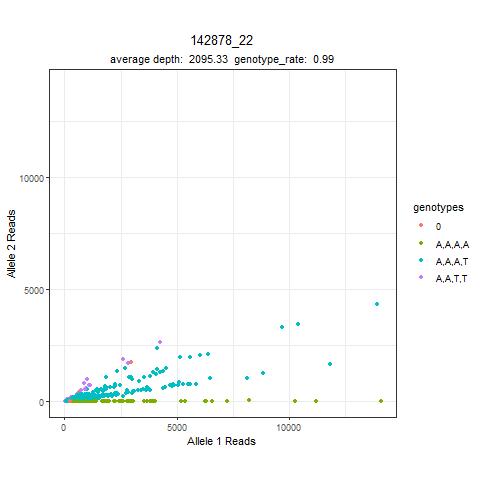 142878_22
average depth:  2095.33  genotype_rate:  0.99
Allele 2 Reads
10000
5000
0
0
5000
10000
Allele 1 Reads
genotypes
0
A,A,A,A
A,A,A,T
A,A,T,T